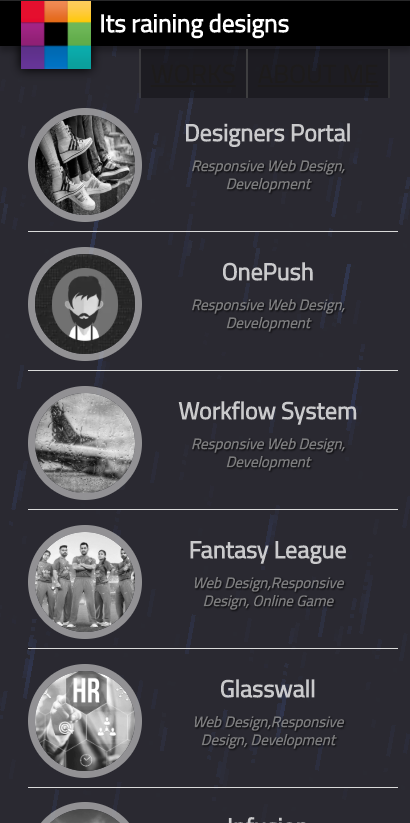 Its raining designs
Designers Portal
Responsive Web Design,
Development
OnePush
Responsive Web Design,
Development
Workflow System
Responsive Web Design,
Development
Fantasy League
Web Design,Responsive
Design, Online Game
HR
Glasswall
Web Design,Responsive
Design, Development
Infusion